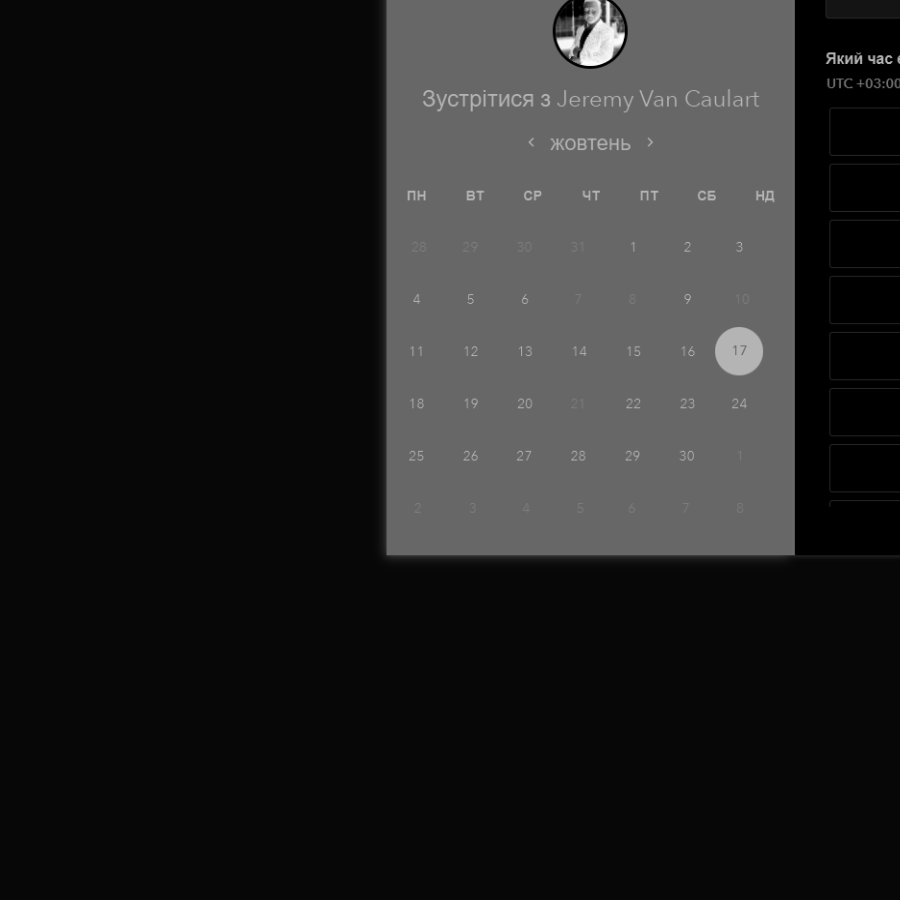 Зустрітися з Jeremy Van Caulart
жовтень
ПН ВТ СР ЧТ ПТ СБ НД
28 29 30 31 1 2 3
4 5 6 7 8 9 10
11 12 13 14 15 16 17
18 19 20 21 22 23 24
25 26 27 28 29 30 1
2 3 4 5 6 7 8
Який час
UTC +03:00